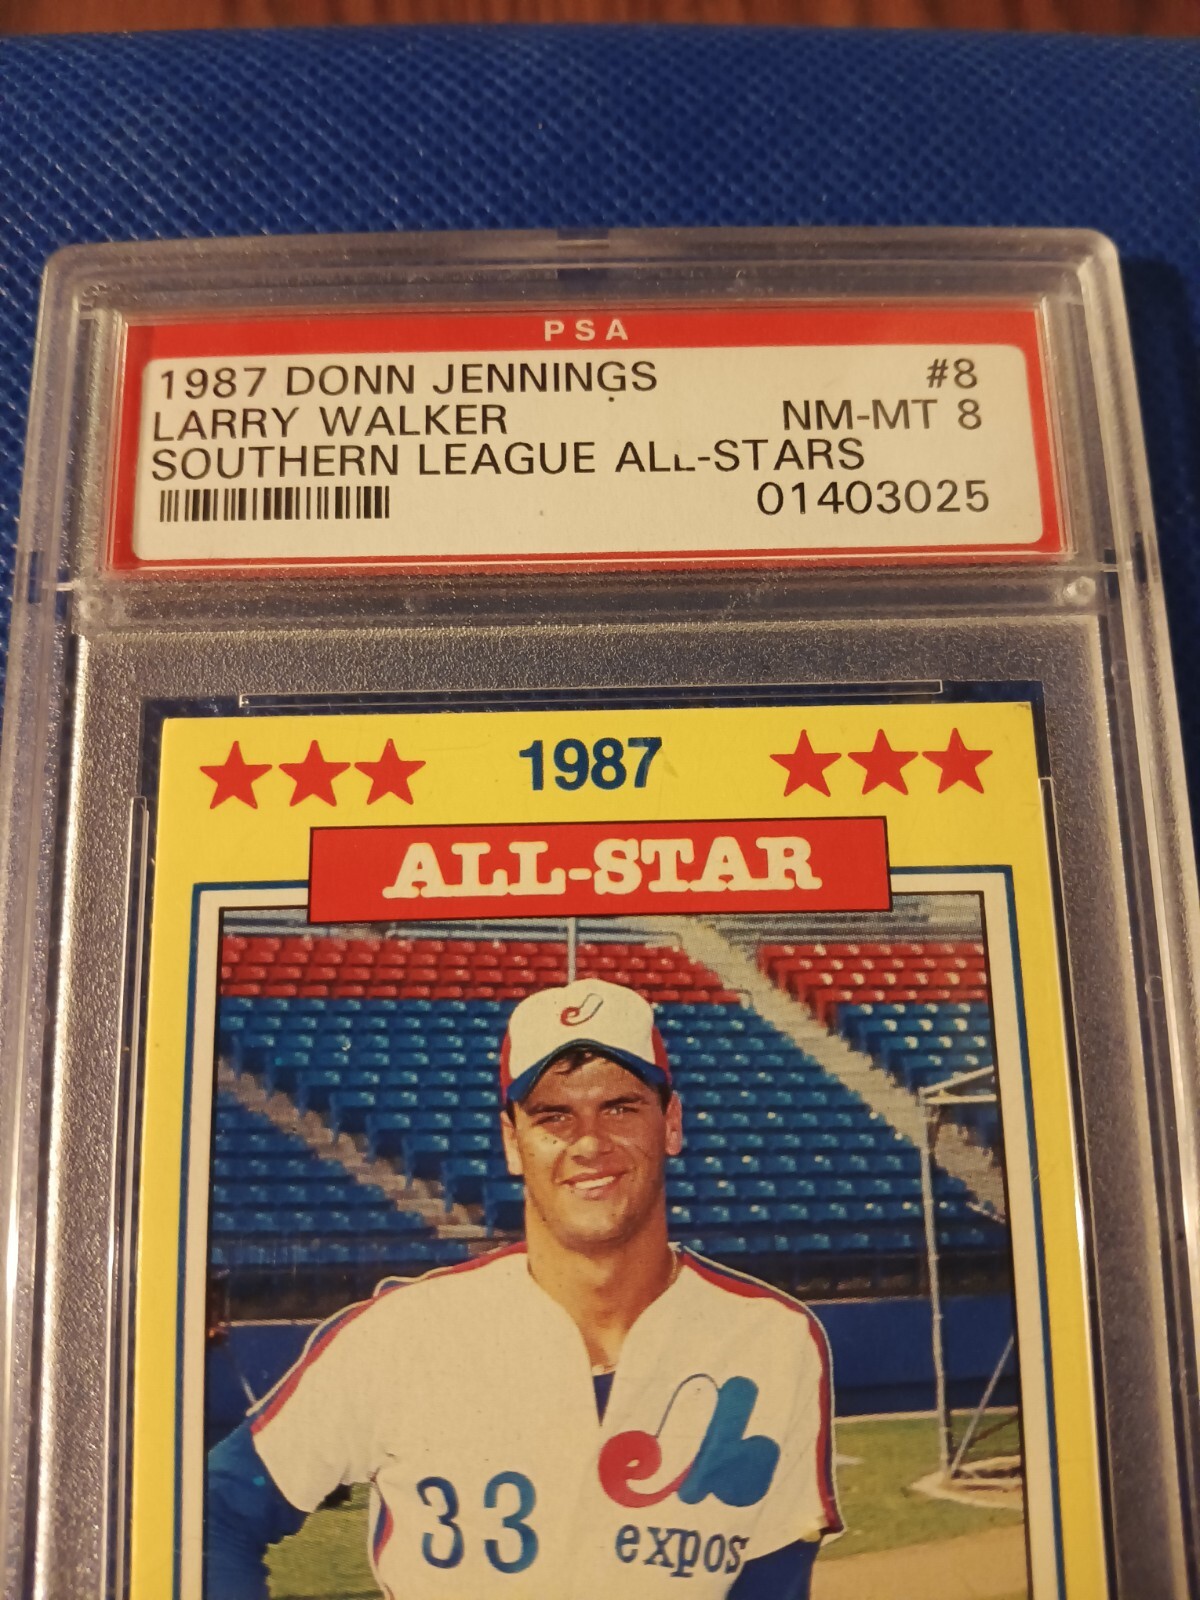 PSA
1987 DONN JENNINGS #8
LARRY WALKER NM-MT 8
SOUTHERN LEAGUE ALL-STARS
01403025
1987
ALL-STAR
33
expos